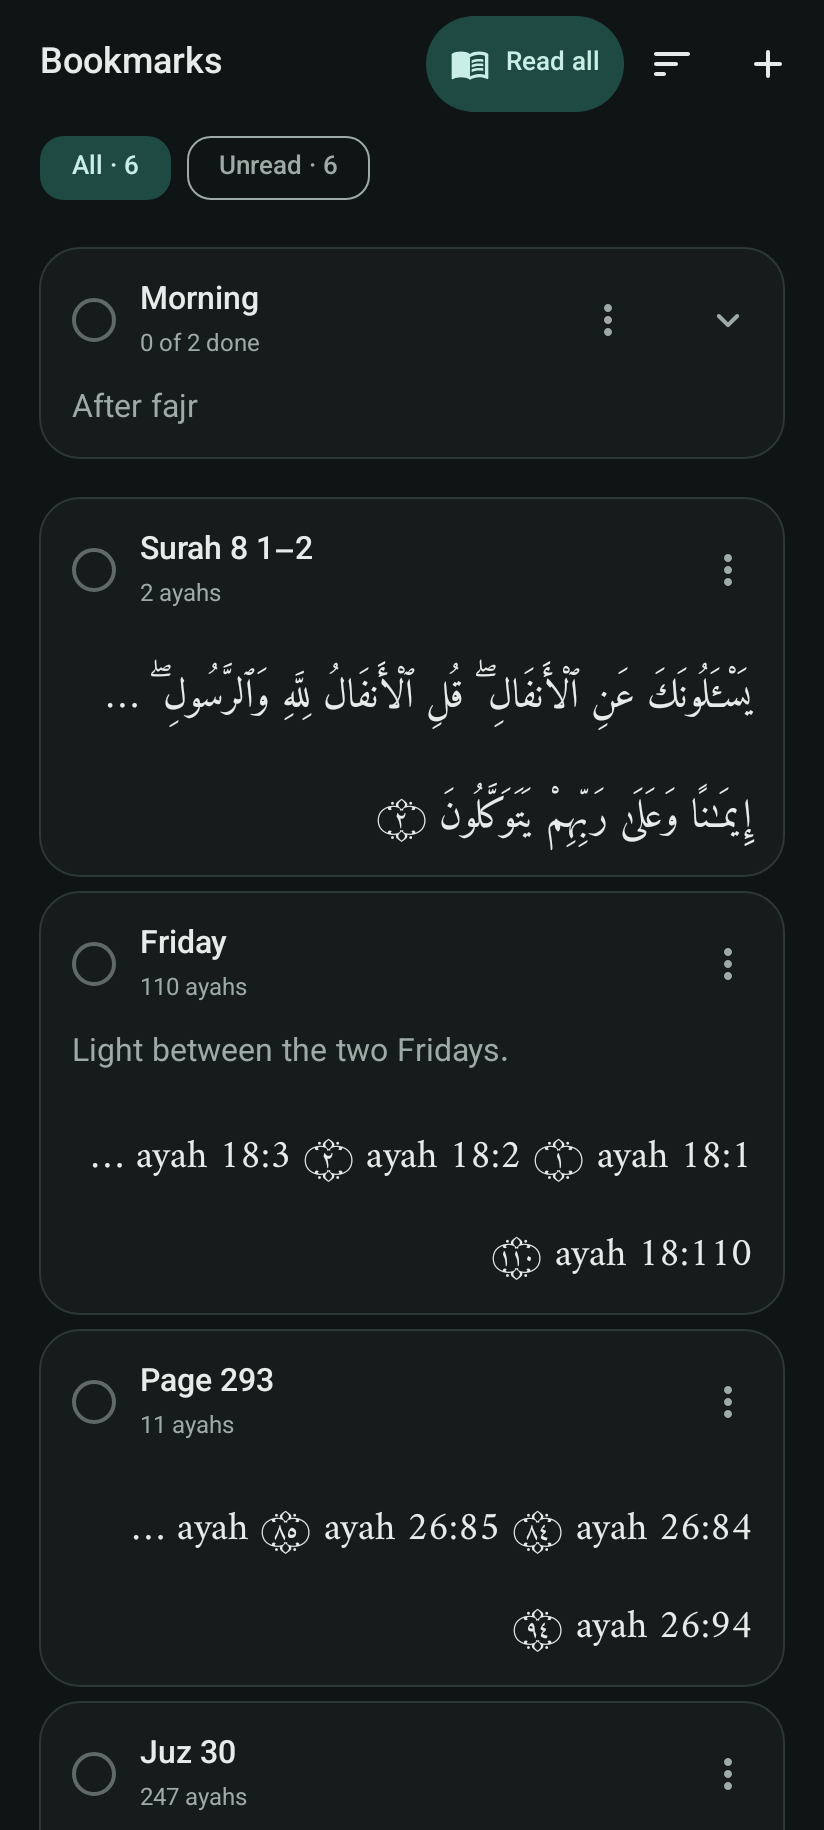 Bookmarks
Read all
All · 6
Unread · 6
Morning
0 of 2 done
After fajr
Surah 8 1–2
2 ayahs
يَسْـَٔلُونَكَ عَنِ ٱلْأَنفَالِ ۖ قُلِ ٱلْأَنفَالُ لِلَّهِ وَٱلرَّسُولِ ۖ ...
إِيمَـٰنًا وَعَلَىٰ رَبِّهِمْ يَتَوَكَّلُونَ ٢
Friday
110 ayahs
Light between the two Fridays.
ayah 18:1 ١ ayah 18:2 ٢ ayah 18:3 ...
ayah 18:110 ١١٠
Page 293
11 ayahs
ayah 26:84 ٨٤ ayah 26:85 ٨٥ ayah ...
ayah 26:94 ٩٤
Juz 30
247 ayahs